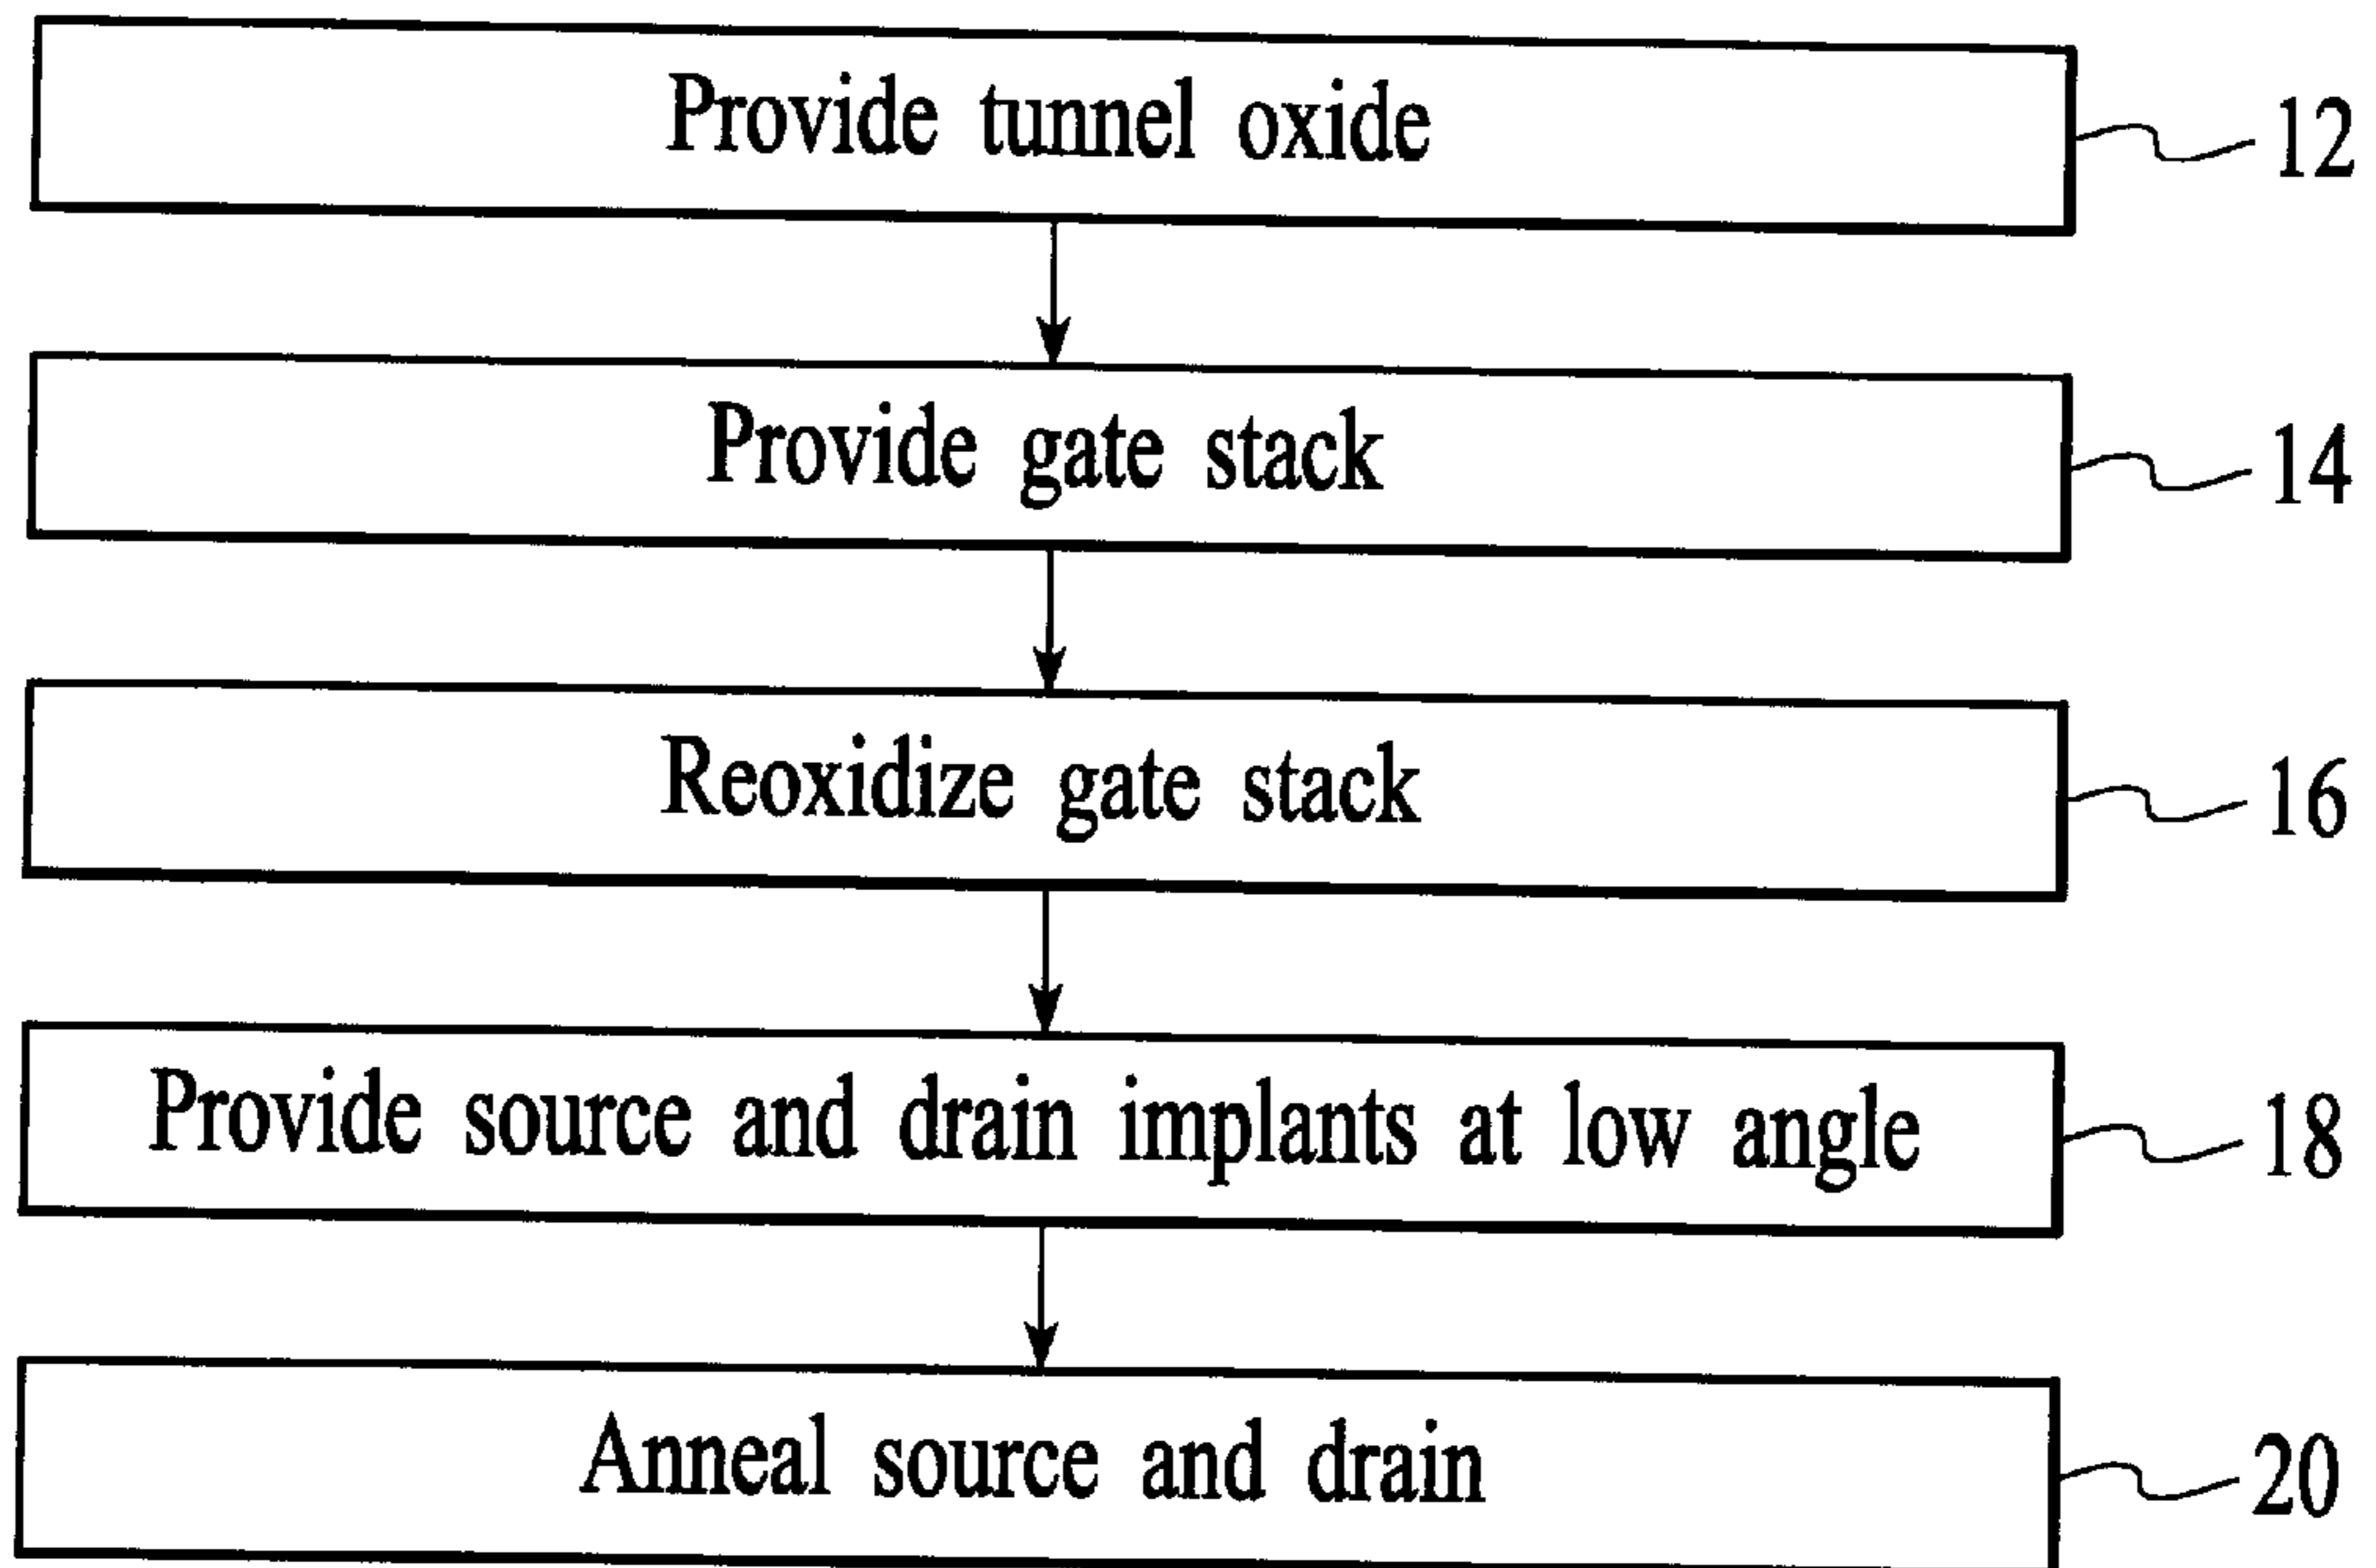 Provide tunnel oxide
12
Provide gate stack
14
Reoxidize gate stack
16
Provide source and drain implants at low angle
18
Anneal source and drain
20